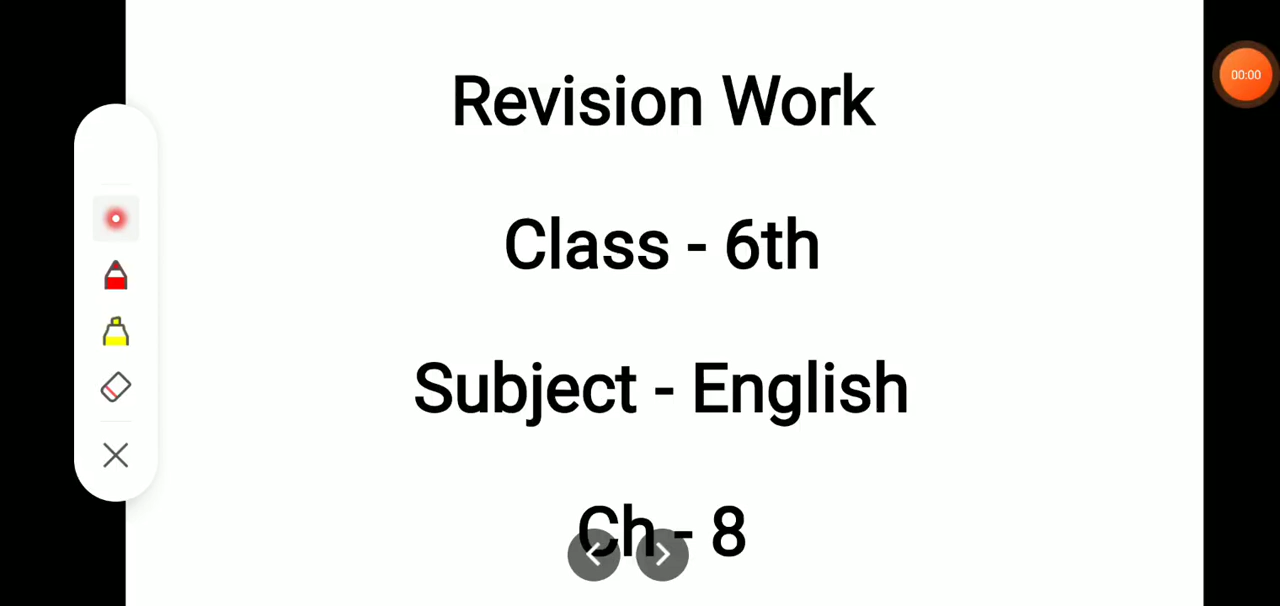 Revision Work
00:00
Class - 6th
Subject - English
Ch - 8